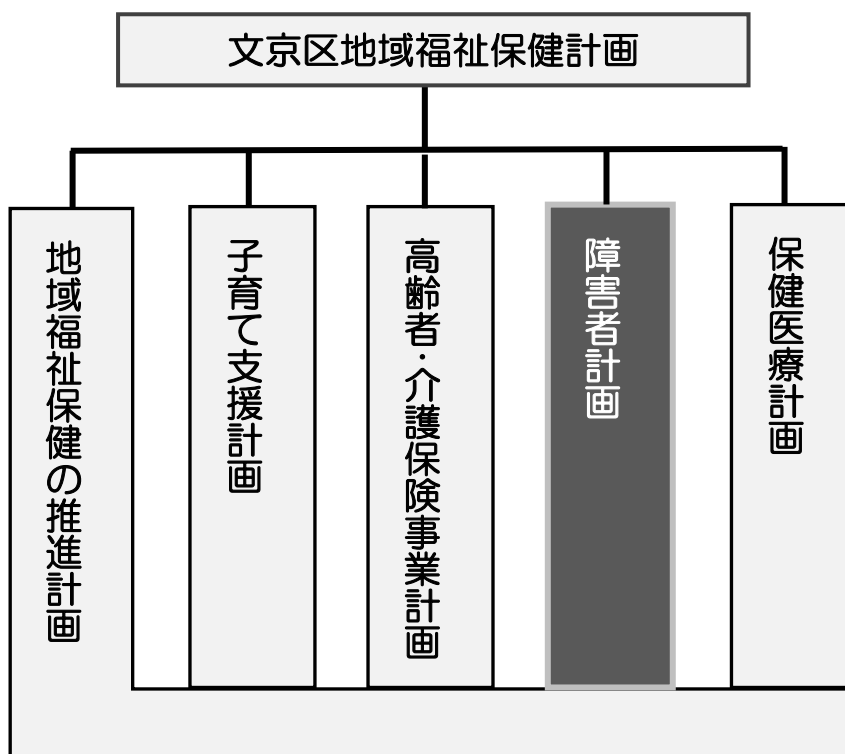 文京区地域福祉保健計画
地域福祉保健の推進計画
子育て支援計画
高齢者・介護保険事業計画
障害者計画
保健医療計画